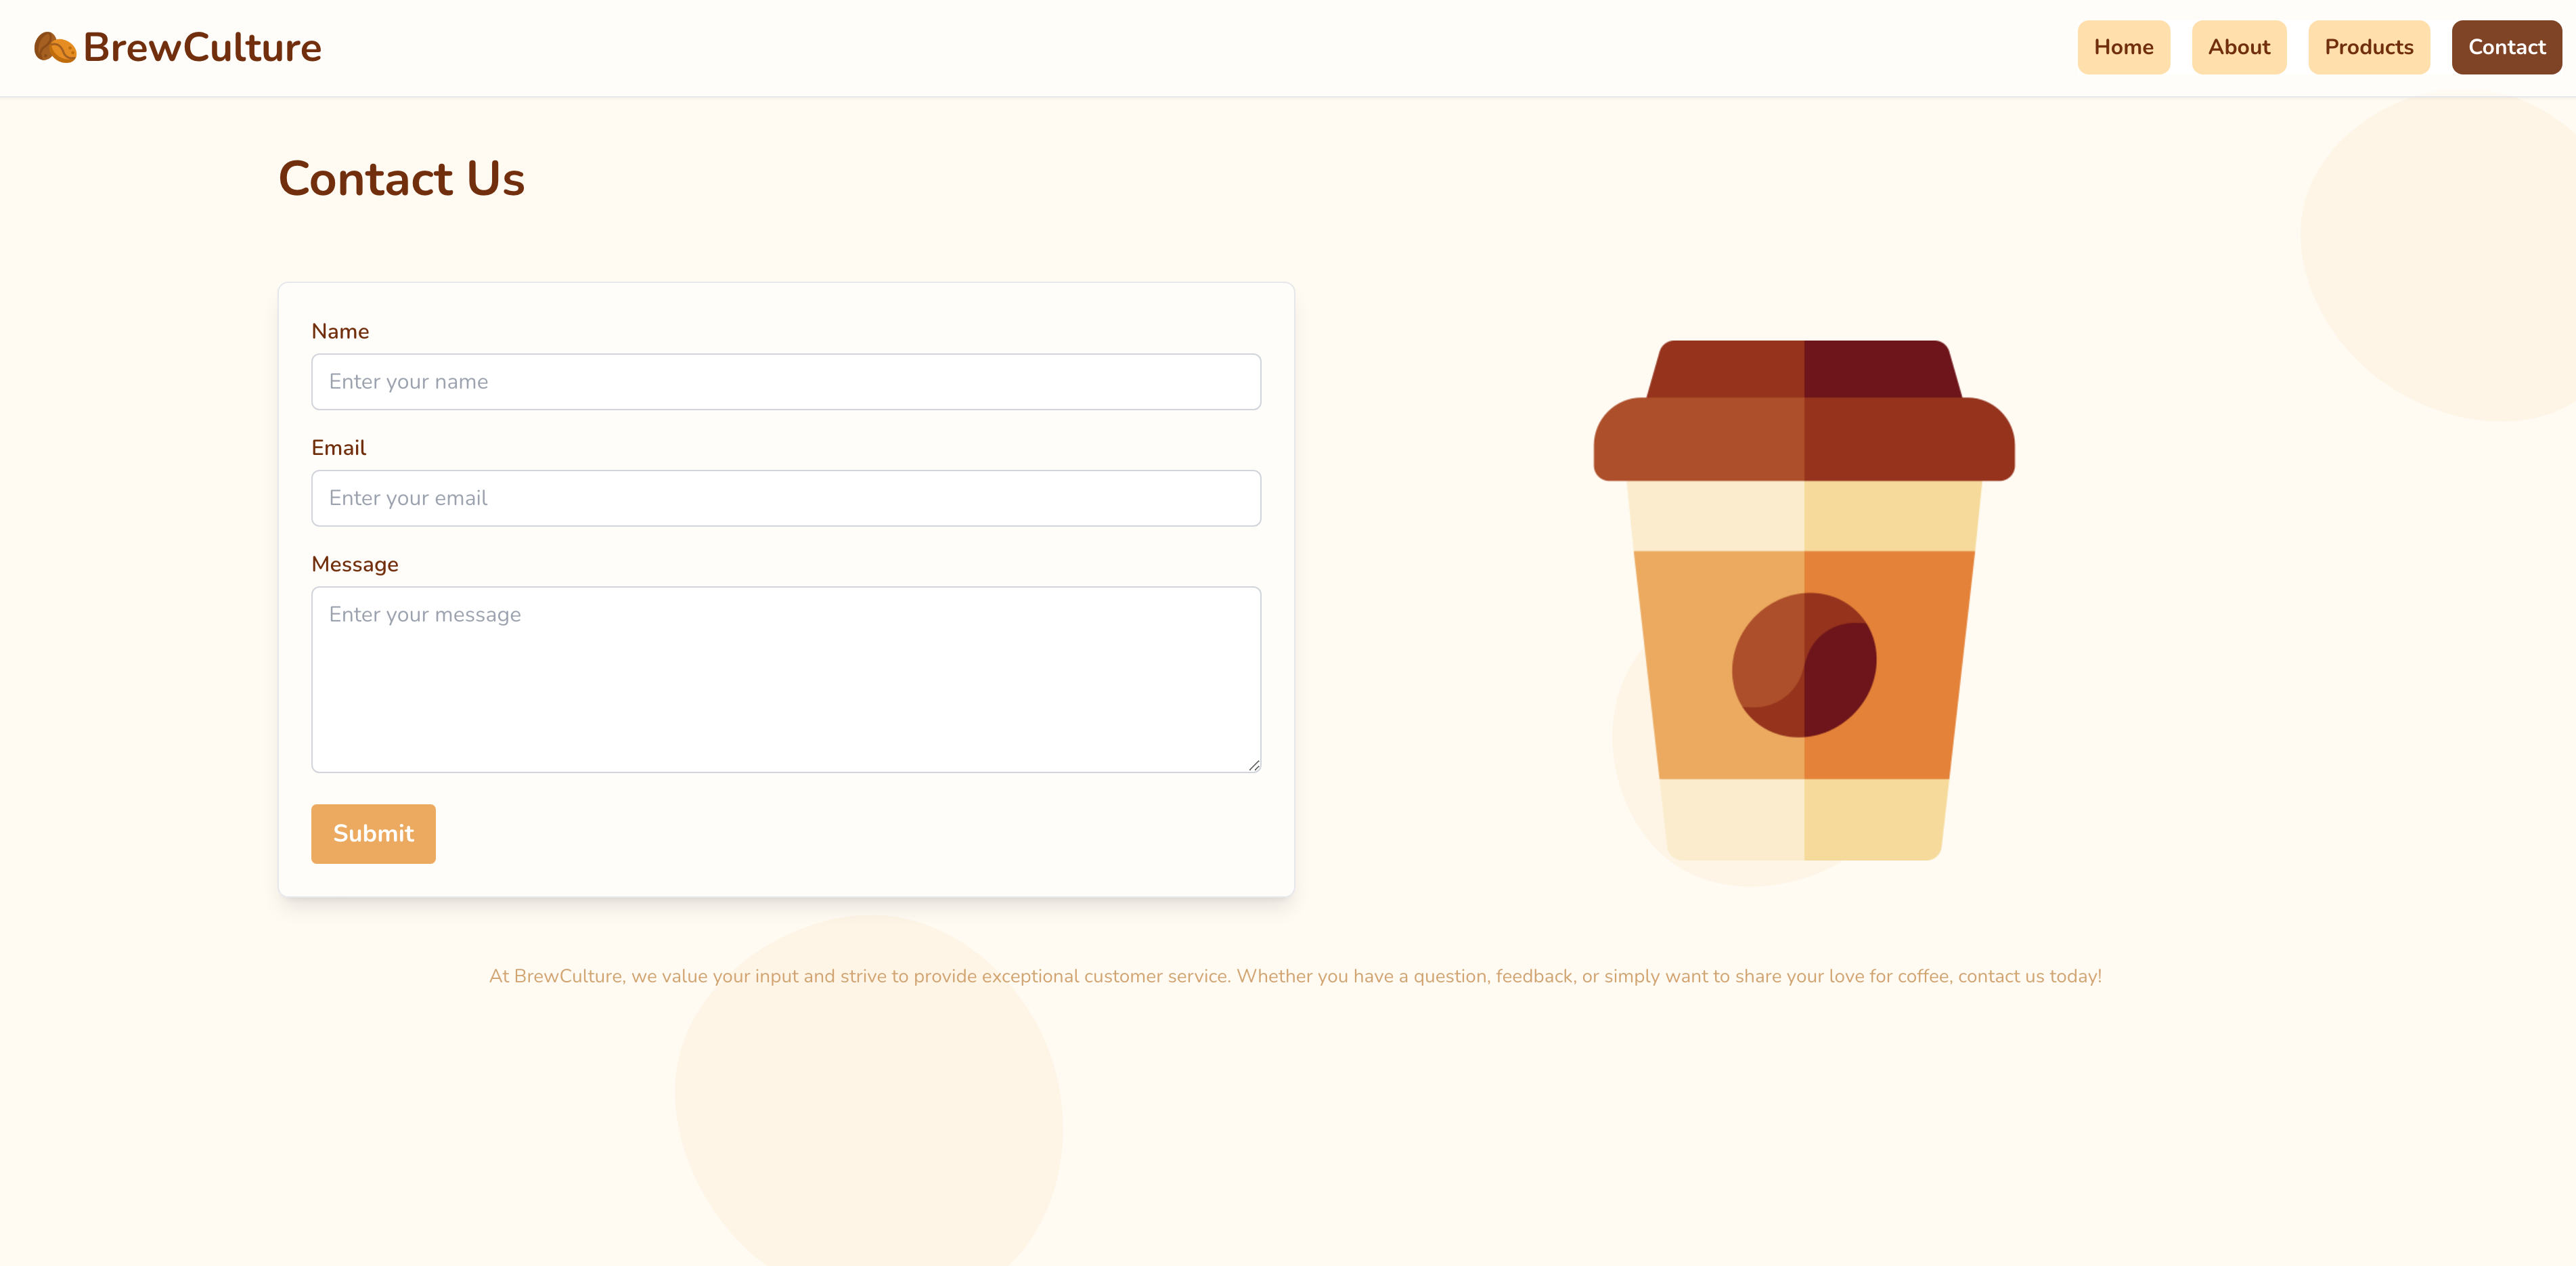 BrewCulture
Home About Products Contact
Contact Us
Name
Enter your name
Email
Enter your email
Message
Enter your message
Submit
At BrewCulture, we value your input and strive to provide exceptional customer service. Whether you have a question, feedback, or simply want to share your love for coffee, contact us today!